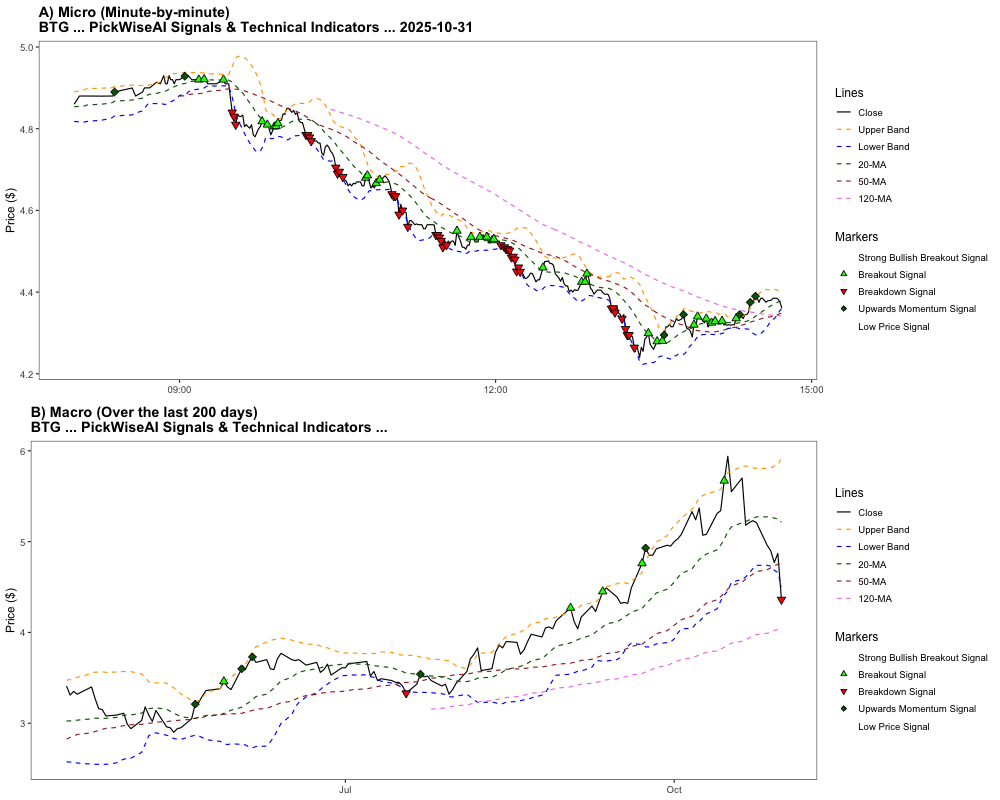 A) Micro (Minute-by-minute)
BTG ... PickWiseAI Signals & Technical Indicators ... 2025-10-31
5.0
4.8
4.6
4.4
4.2
Price ($)
09:00
12:00
15:00
Lines
Close
Upper Band
Lower Band
20-MA
50-MA
120-MA
Markers
Strong Bullish Breakout Signal
Breakout Signal
Breakdown Signal
Upwards Momentum Signal
Low Price Signal
B) Macro (Over the last 200 days)
BTG ... PickWiseAI Signals & Technical Indicators ...
6
5
4
3
Price ($)
Jul
Oct
Lines
Close
Upper Band
Lower Band
20-MA
50-MA
120-MA
Markers
Strong Bullish Breakout Signal
Breakout Signal
Breakdown Signal
Upwards Momentum Signal
Low Price Signal